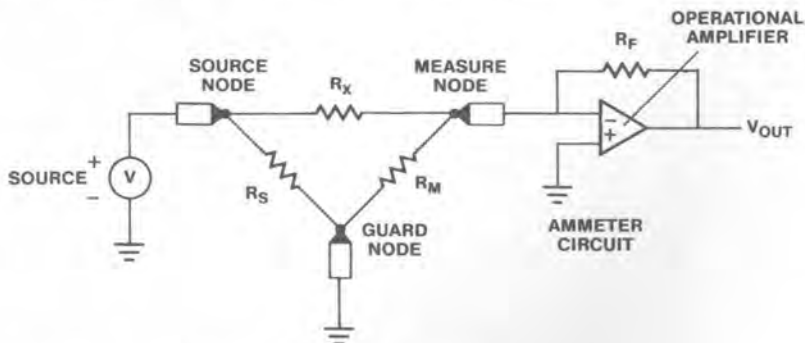 OPERATIONAL
AMPLIFIER
SOURCE
NODE
RX
MEASURE
NODE
RF
−
+
VOUT
SOURCE
+
−
V
RS
RM
GUARD
NODE
AMMETER
CIRCUIT